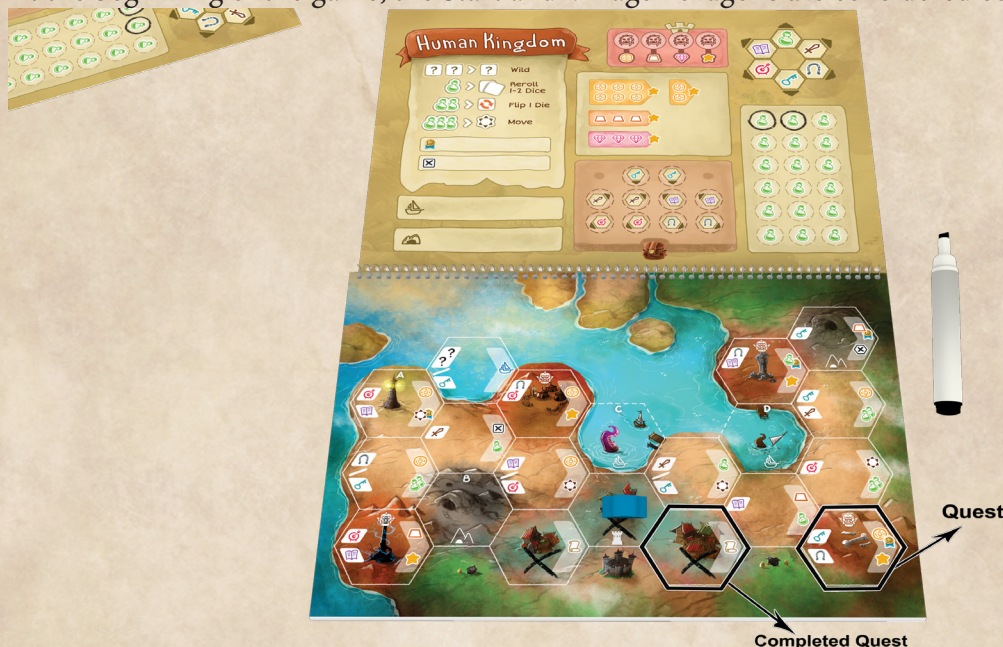 Human Kingdom
? ? > ? Wild
> Reroll
1-2 Dice
> Flip 1 Die
> Move
?
?
A
C
D
B
Quest
Completed Quest